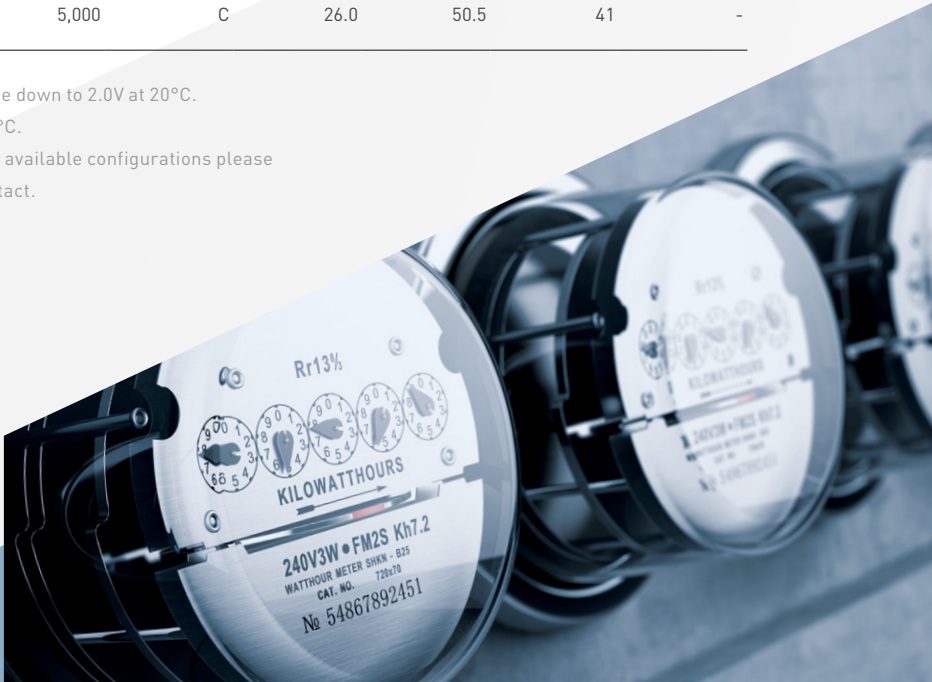 5,000 C 26.0 50.5 41 -
e down to 2.0V at 20°C.
°C.
available configurations please
tact.
Rr13⅓
KILOWATTHOURS
240V3W●FM2S Kh7.2
WATTHOUR METER SHKN - B25
CAT. NO. 720x70
№ 54867892451
KILOWATTHOURS
240V3W●FM2S Kh7.2